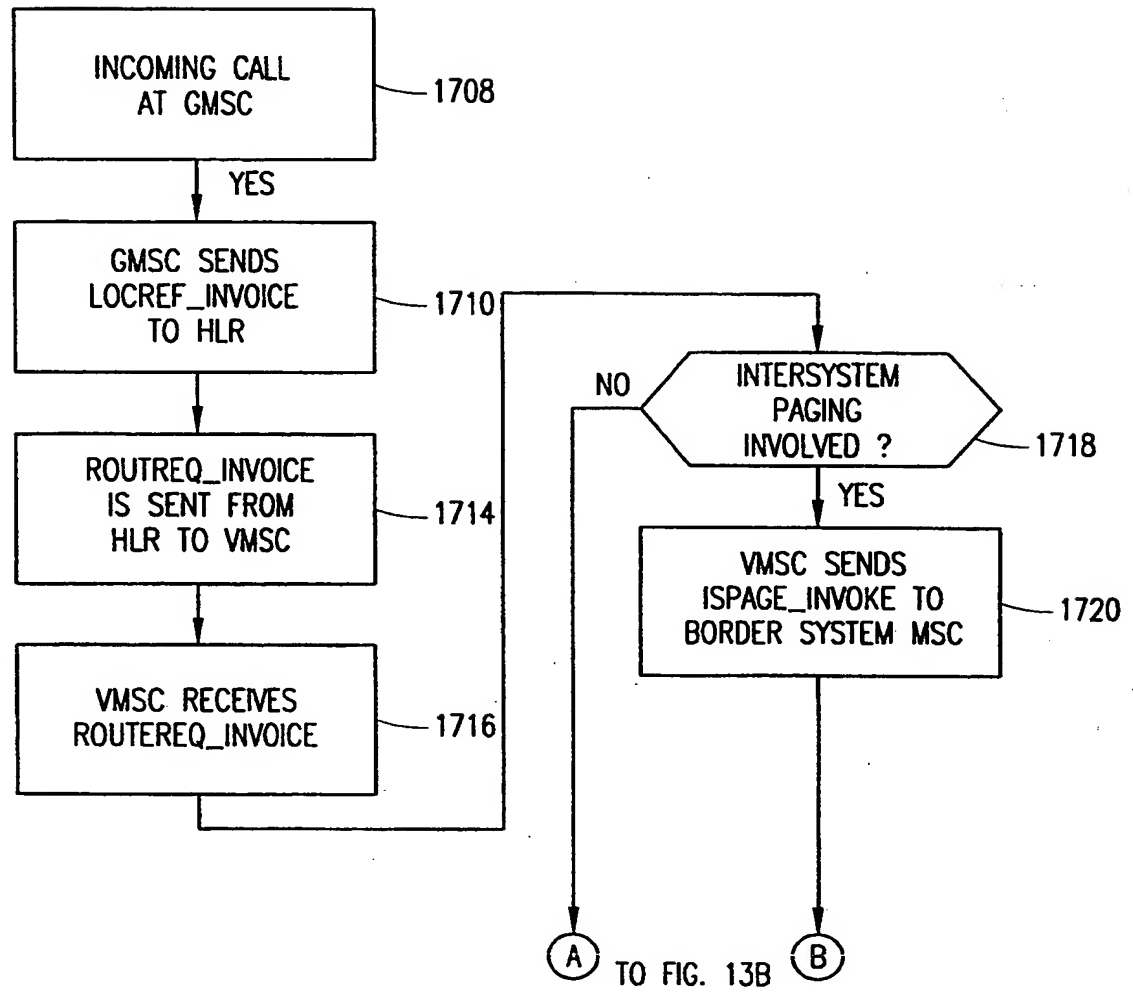 INCOMING CALL
AT GMSC
1708
YES
GMSC SENDS
LOCREF_INVOICE
TO HLR
1710
ROUTREQ_INVOICE
IS SENT FROM
HLR TO VMSC
1714
VMSC RECEIVES
ROUTEREQ_INVOICE
1716
NO
INTERSYSTEM
PAGING
INVOLVED ?
1718
YES
VMSC SENDS
ISPAGE_INVOKE TO
BORDER SYSTEM MSC
1720
A
TO FIG. 13B
B